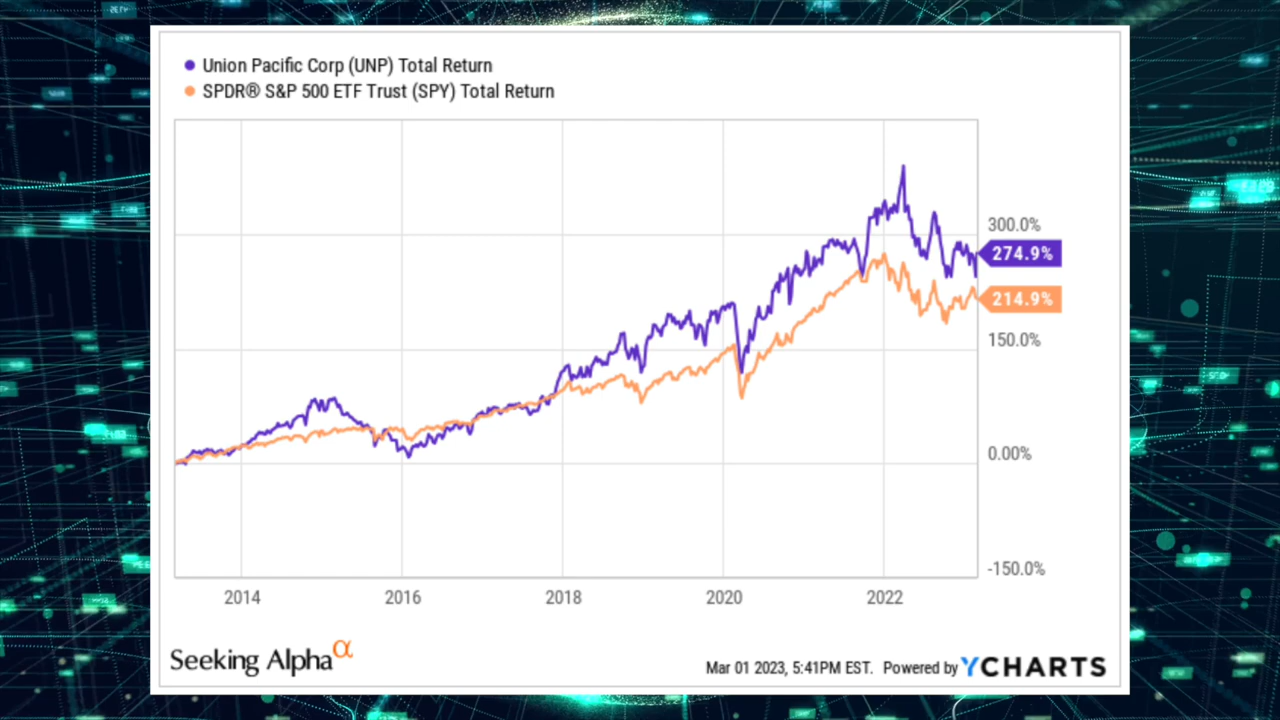 Union Pacific Corp (UNP) Total Return
SPDR® S&P 500 ETF Trust (SPY) Total Return
300.0%
274.9%
214.9%
150.0%
0.00%
-150.0%
2014 2016 2018 2020 2022
Seeking Alpha α
Mar 01 2023, 5:41PM EST. Powered by YCHARTS